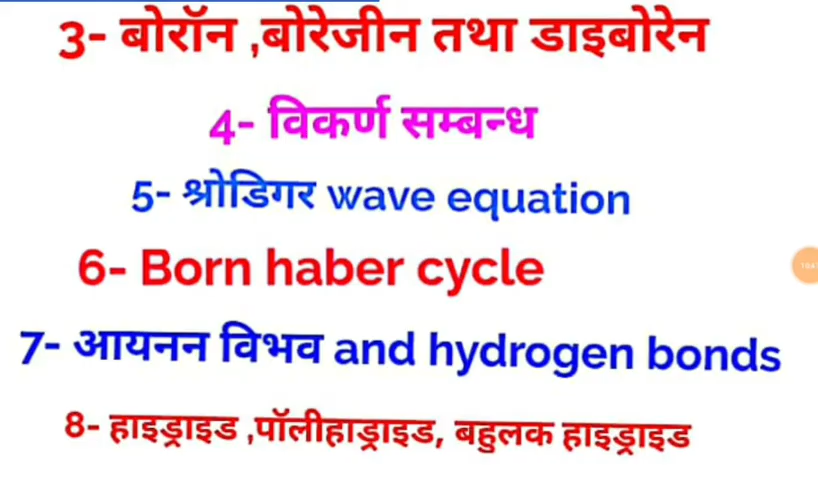 3- बोरॉन ,बोरेजीन तथा डाइबोरेन
4- विकर्ण सम्बन्ध
5- श्रोडिगर wave equation
6- Born haber cycle
7- आयनन विभव and hydrogen bonds
8- हाइड्राइड ,पॉलीहाड्राइड, बहुलक हाइड्राइड